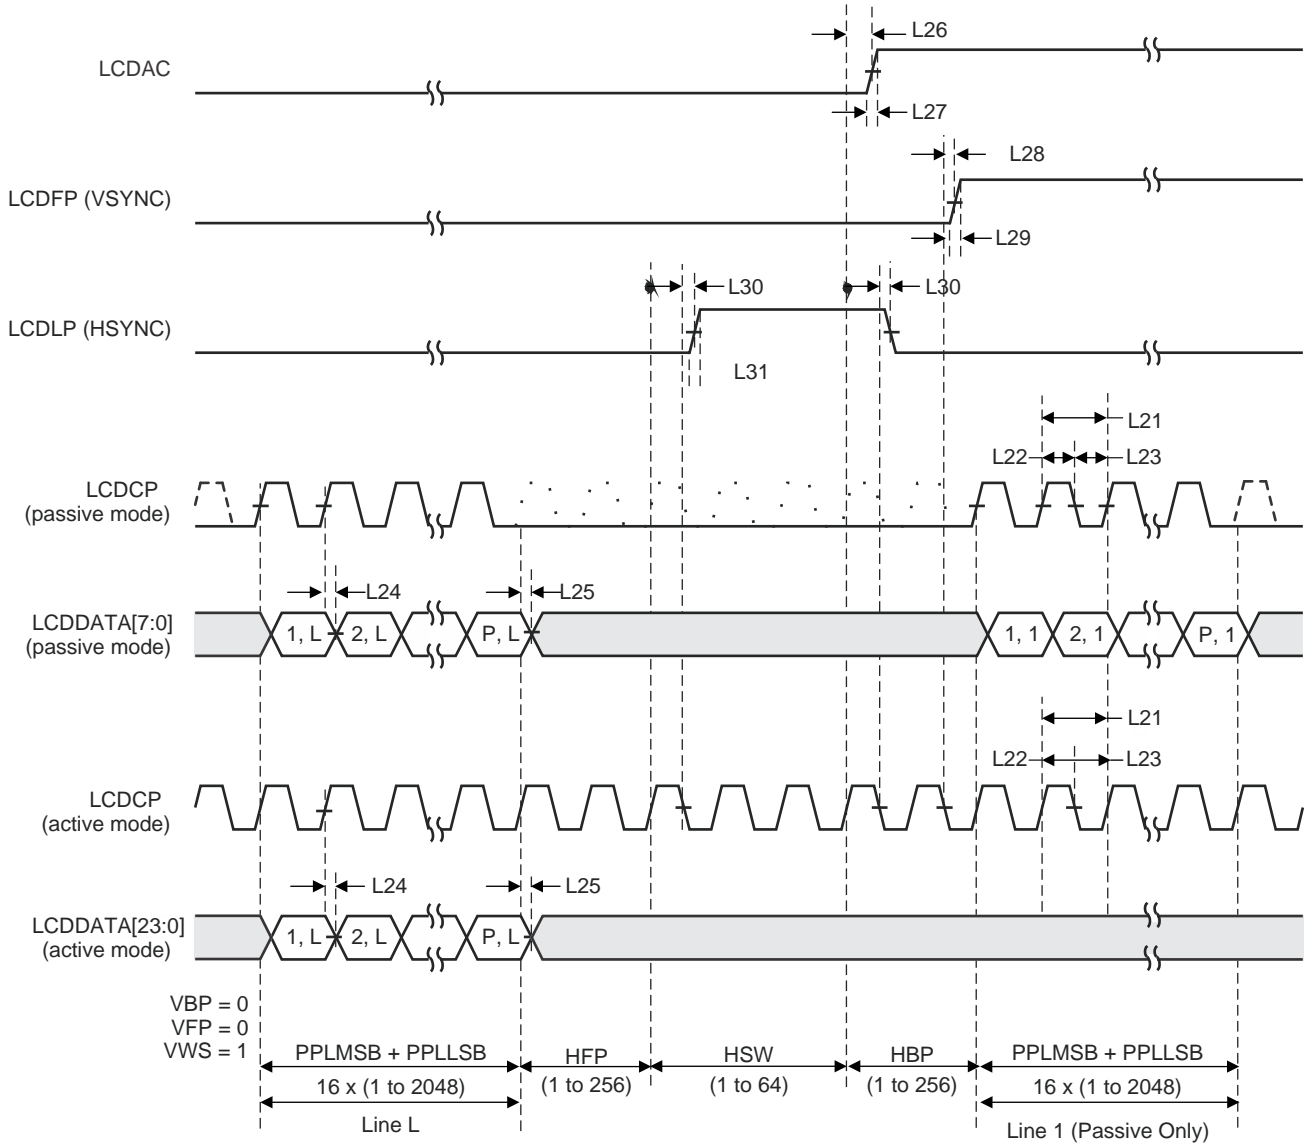 L26
LCDAC
L27
L28
LCDFP (VSYNC)
L29
L30 L30
LCDLP (HSYNC)
L31
L21
L22 L23
LCDCP
(passive mode)
L24 L25
LCDDATA[7:0]
(passive mode)
1, L 2, L P, L 1, 1 2, 1 P, 1
L21
L22 L23
LCDCP
(active mode)
L24 L25
LCDDATA[23:0]
(active mode)
1, L 2, L P, L
VBP = 0
VFP = 0
VWS = 1
PPLMSB + PPLLSB HFP HSW HBP PPLMSB + PPLLSB
16 x (1 to 2048) (1 to 256) (1 to 64) (1 to 256) 16 x (1 to 2048)
Line L Line 1 (Passive Only)